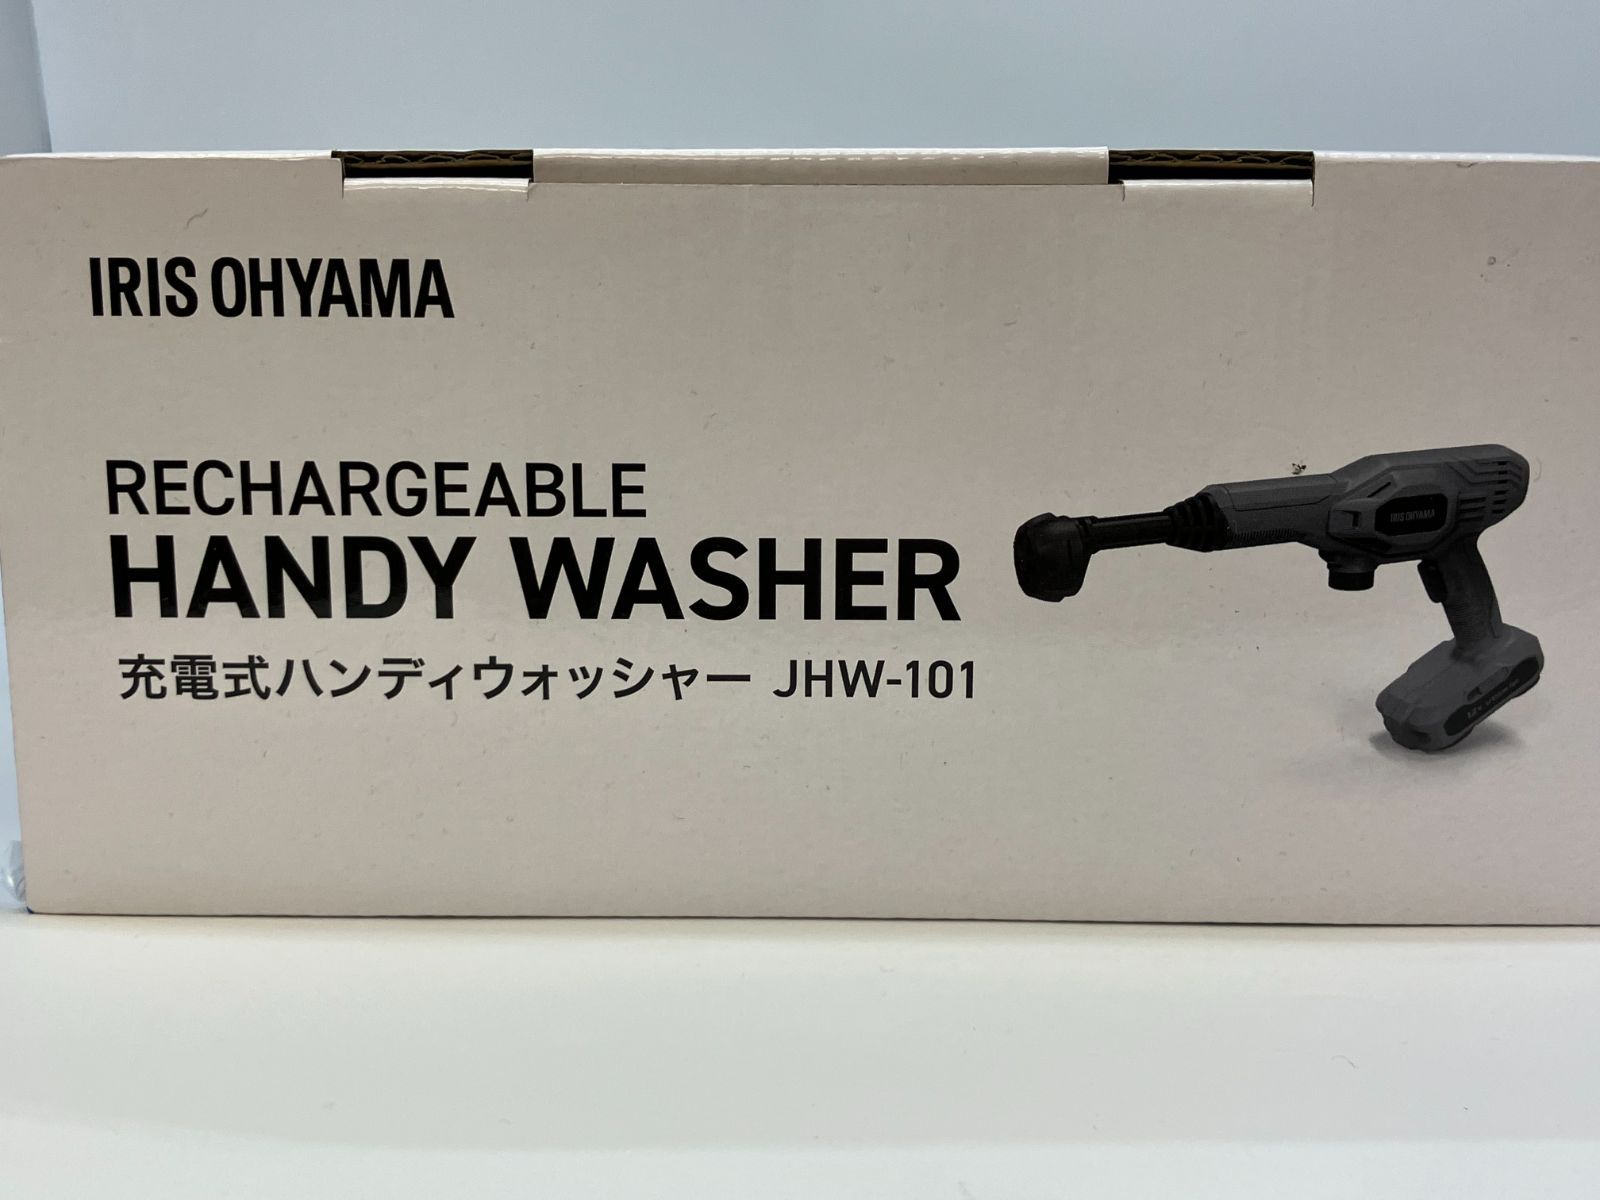 IRIS OHYAMA
RECHARGEABLE
HANDY WASHER
充電式ハンディウォッシャー JHW-101
IRIS OHYAMA